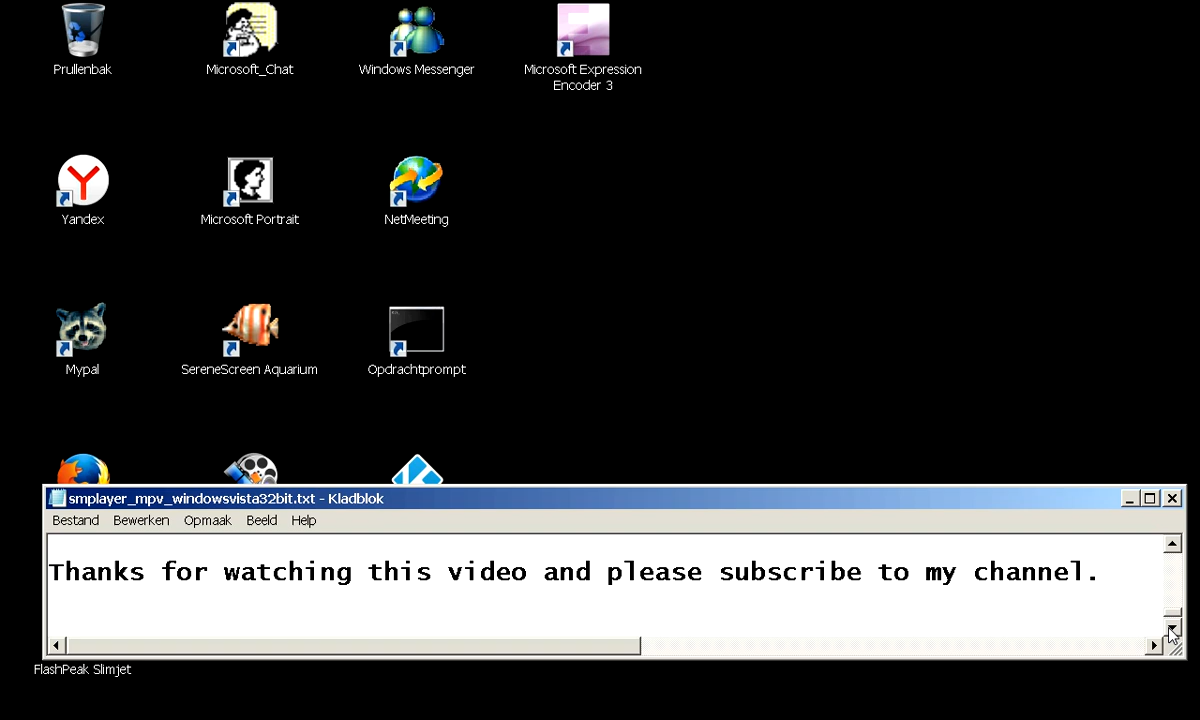 Prullenbak
Microsoft_Chat
Windows Messenger
Microsoft Expression
Encoder 3
Yandex
Microsoft Portrait
NetMeeting
Mypal
SereneScreen Aquarium
Opdrachtprompt
smplayer_mpv_windowsvista32bit.txt - Kladblok
Bestand Bewerken Opmaak Beeld Help
Thanks for watching this video and please subscribe to my channel.
FlashPeak Slimjet